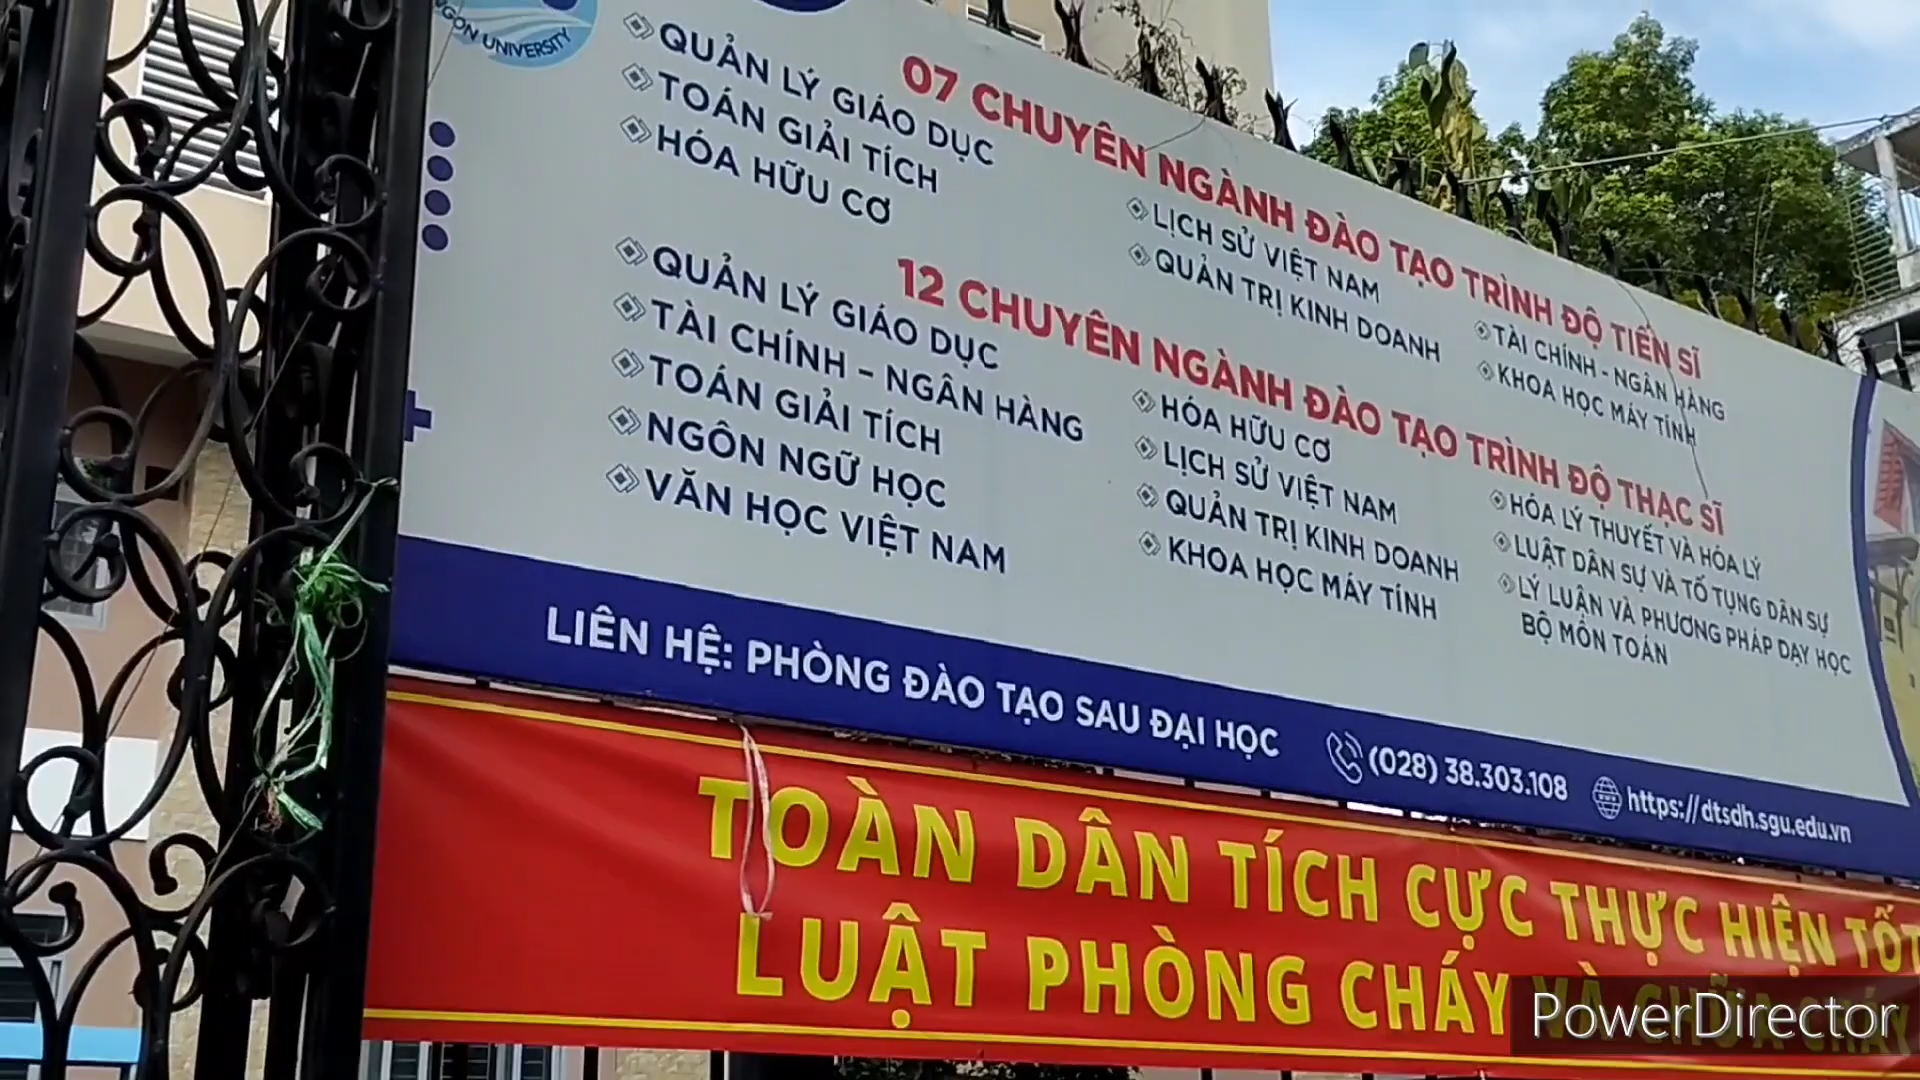 NGON UNIVERSITY
07 CHUYÊN NGÀNH ĐÀO TẠO TRÌNH ĐỘ TIẾN SĨ
QUẢN LÝ GIÁO DỤC
TOÁN GIẢI TÍCH
HÓA HỮU CƠ
LỊCH SỬ VIỆT NAM
QUẢN TRỊ KINH DOANH
TÀI CHÍNH - NGÂN HÀNG
KHOA HỌC MÁY TÍNH
12 CHUYÊN NGÀNH ĐÀO TẠO TRÌNH ĐỘ THẠC SĨ
QUẢN LÝ GIÁO DỤC
TÀI CHÍNH - NGÂN HÀNG
TOÁN GIẢI TÍCH
NGÔN NGỮ HỌC
VĂN HỌC VIỆT NAM
HÓA HỮU CƠ
LỊCH SỬ VIỆT NAM
QUẢN TRỊ KINH DOANH
KHOA HỌC MÁY TÍNH
HÓA LÝ THUYẾT VÀ HÓA LÝ
LUẬT DÂN SỰ VÀ TỐ TỤNG DÂN SỰ
LÝ LUẬN VÀ PHƯƠNG PHÁP DẠY HỌC
BỘ MÔN TOÁN
LIÊN HỆ: PHÒNG ĐÀO TẠO SAU ĐẠI HỌC
(028) 38.303.108
https://dtsdh.sgu.edu.vn
TOÀN DÂN TÍCH CỰC THỰC HIỆN TỐT
LUẬT PHÒNG CHÁY VÀ CHỮA CHÁY
PowerDirector